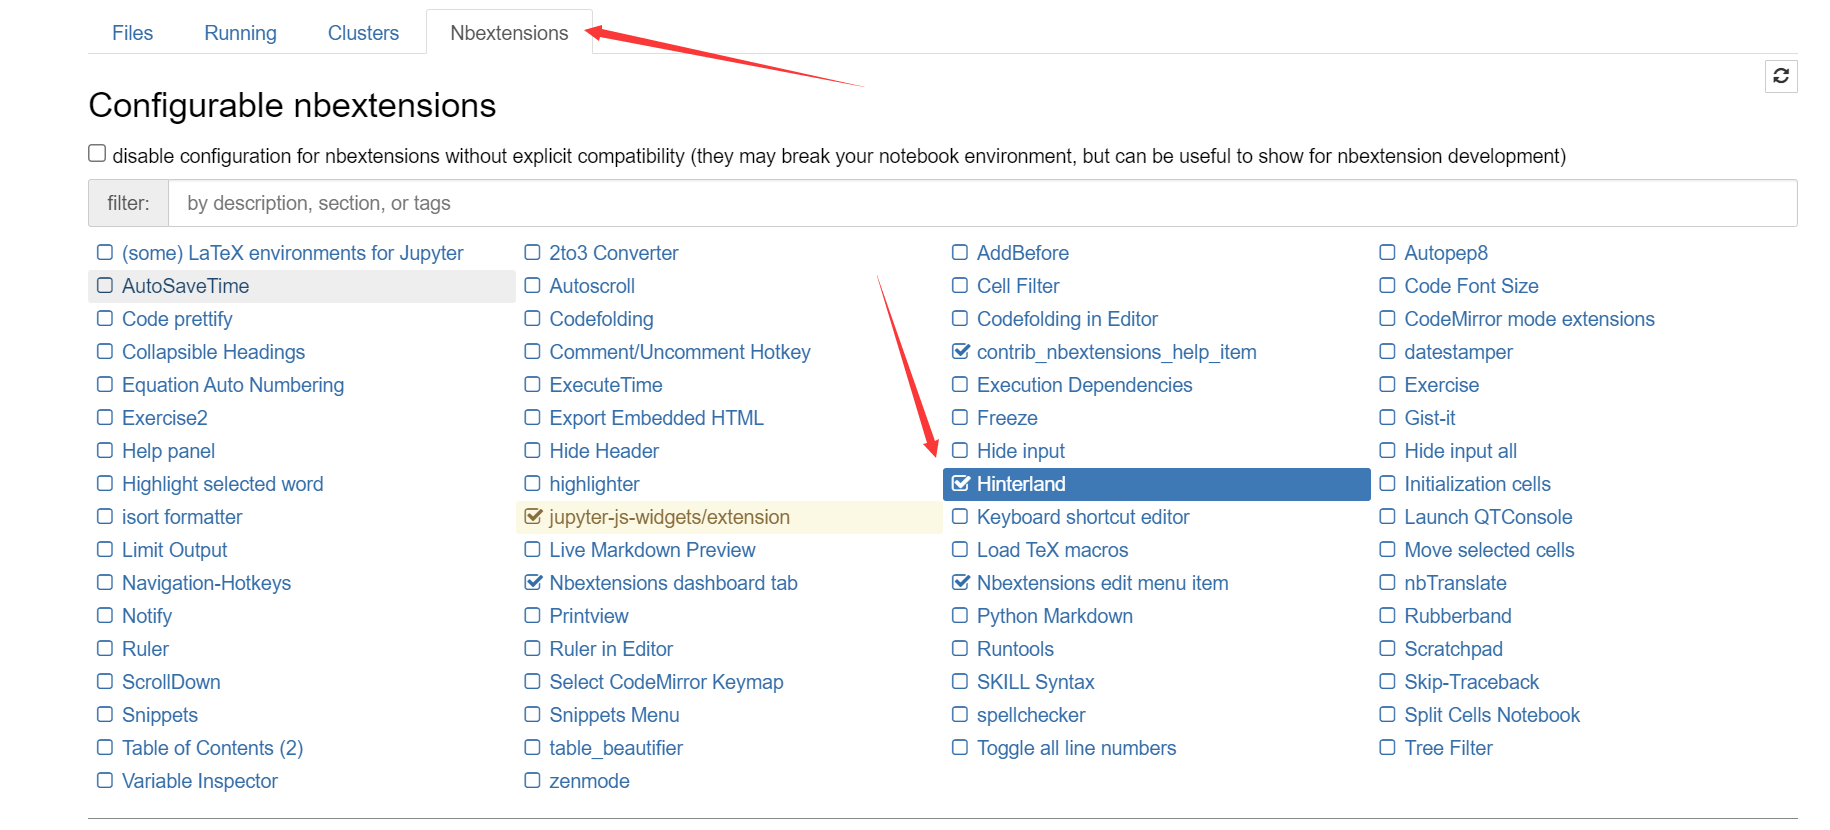 Files Running Clusters Nbextensions
Configurable nbextensions
disable configuration for nbextensions without explicit compatibility (they may break your notebook environment, but can be useful to show for nbextension development)
filter: by description, section, or tags
(some) LaTeX environments for Jupyter 2to3 Converter AddBefore Autopep8
AutoSaveTime Autoscroll Cell Filter Code Font Size
Code prettify Codefolding Codefolding in Editor CodeMirror mode extensions
Collapsible Headings Comment/Uncomment Hotkey contrib_nbextensions_help_item datestamper
Equation Auto Numbering ExecuteTime Execution Dependencies Exercise
Exercise2 Export Embedded HTML Freeze Gist-it
Help panel Hide Header Hide input Hide input all
Highlight selected word highlighter Hinterland Initialization cells
isort formatter jupyter-js-widgets/extension Keyboard shortcut editor Launch QTConsole
Limit Output Live Markdown Preview Load TeX macros Move selected cells
Navigation-Hotkeys Nbextensions dashboard tab Nbextensions edit menu item nbTranslate
Notify Printview Python Markdown Rubberband
Ruler Ruler in Editor Runtools Scratchpad
ScrollDown Select CodeMirror Keymap SKILL Syntax Skip-Traceback
Snippets Snippets Menu spellchecker Split Cells Notebook
Table of Contents (2) table_beautifier Toggle all line numbers Tree Filter
Variable Inspector zenmode